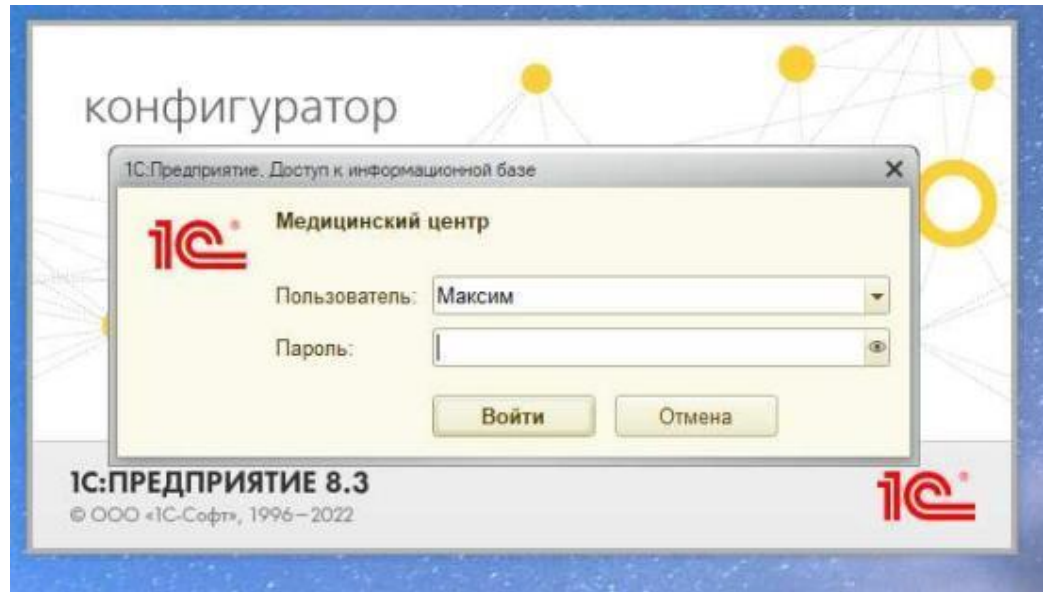 конфигуратор
1С:Предприятие. Доступ к информационной базе
1С®
Медицинский центр
Пользователь: Максим
Пароль:
Войти Отмена
1С:ПРЕДПРИЯТИЕ 8.3
© ООО «1С-Софт», 1996–2022
1С®